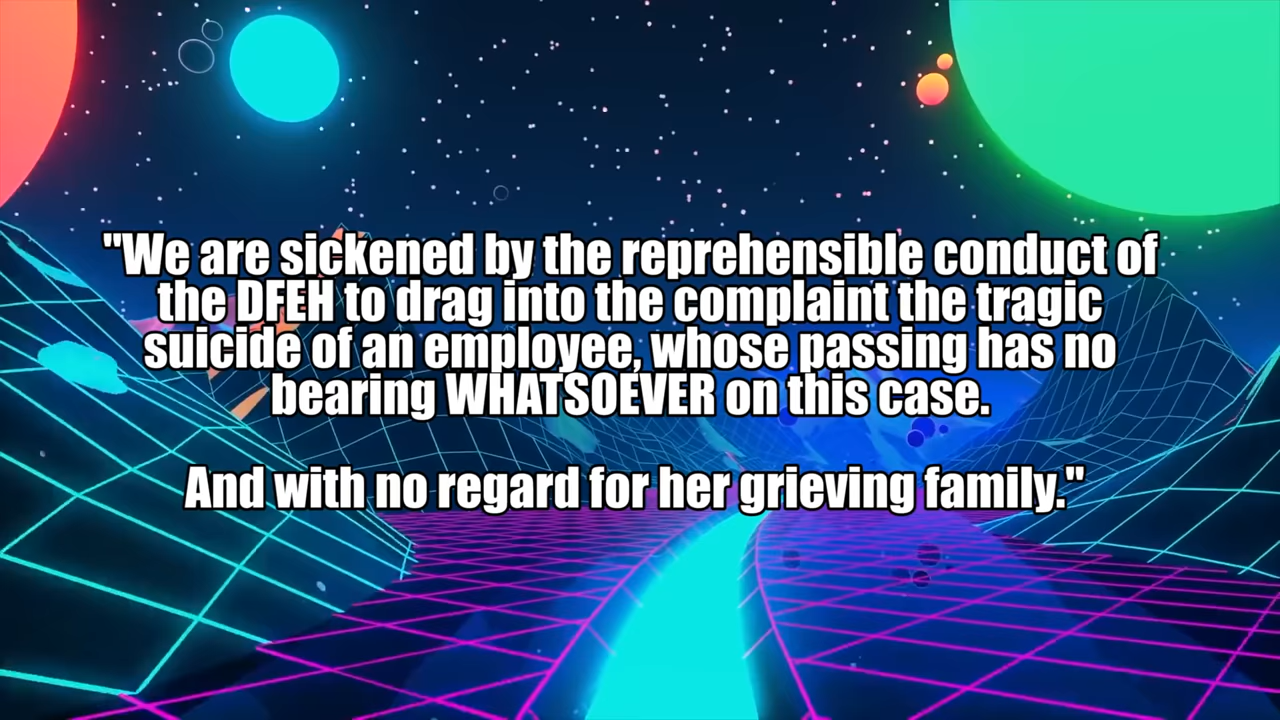 "We are sickened by the reprehensible conduct of
the DFEH to drag into the complaint the tragic
suicide of an employee, whose passing has no
bearing WHATSOEVER on this case.
And with no regard for her grieving family."